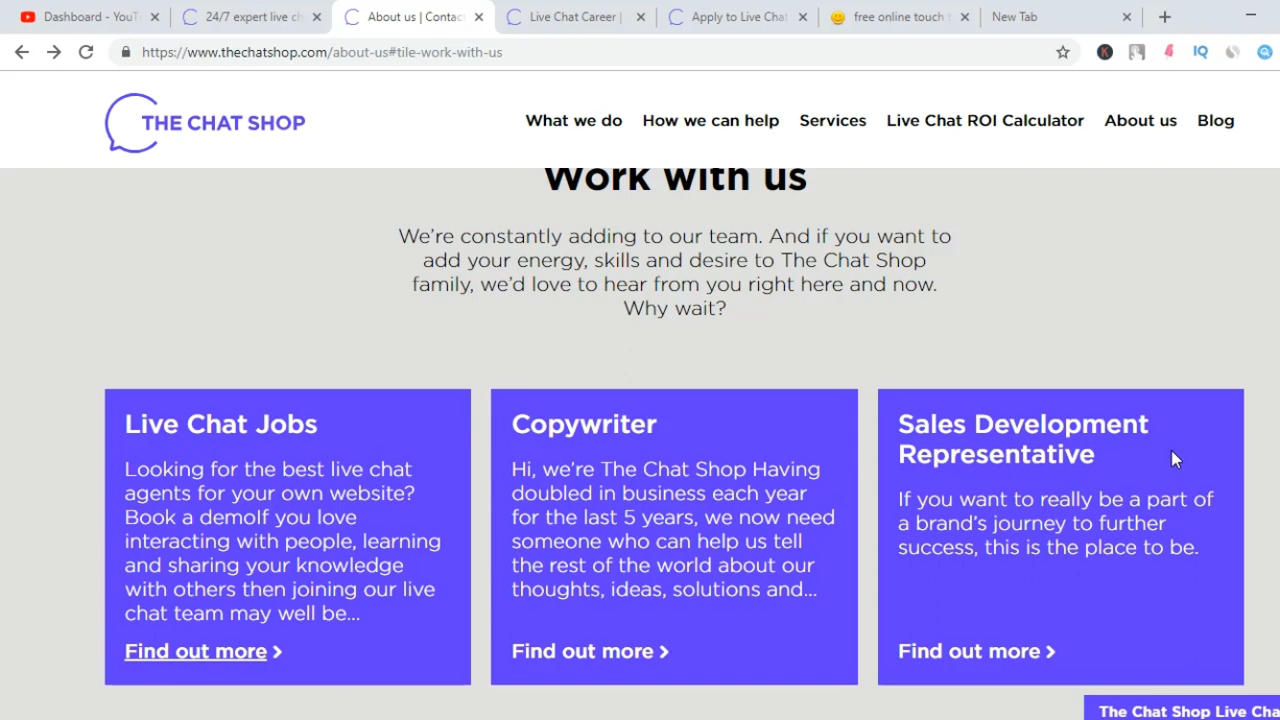 Dashboard - YouTu
24/7 expert live ch
About us | Contac
Live Chat Career |
Apply to Live Chat
free online touch t
New Tab
https://www.thechatshop.com/about-us#tile-work-with-us
K
IQ
THE CHAT SHOP
What we do
How we can help
Services
Live Chat ROI Calculator
About us
Blog
Work with us
We're constantly adding to our team. And if you want to
add your energy, skills and desire to The Chat Shop
family, we'd love to hear from you right here and now.
Why wait?
Live Chat Jobs
Looking for the best live chat
agents for your own website?
Book a demoIf you love
interacting with people, learning
and sharing your knowledge
with others then joining our live
chat team may well be...
Find out more
Copywriter
Hi, we're The Chat Shop Having
doubled in business each year
for the last 5 years, we now need
someone who can help us tell
the rest of the world about our
thoughts, ideas, solutions and...
Find out more
Sales Development
Representative
If you want to really be a part of
a brand's journey to further
success, this is the place to be.
Find out more
The Chat Shop Live Cha